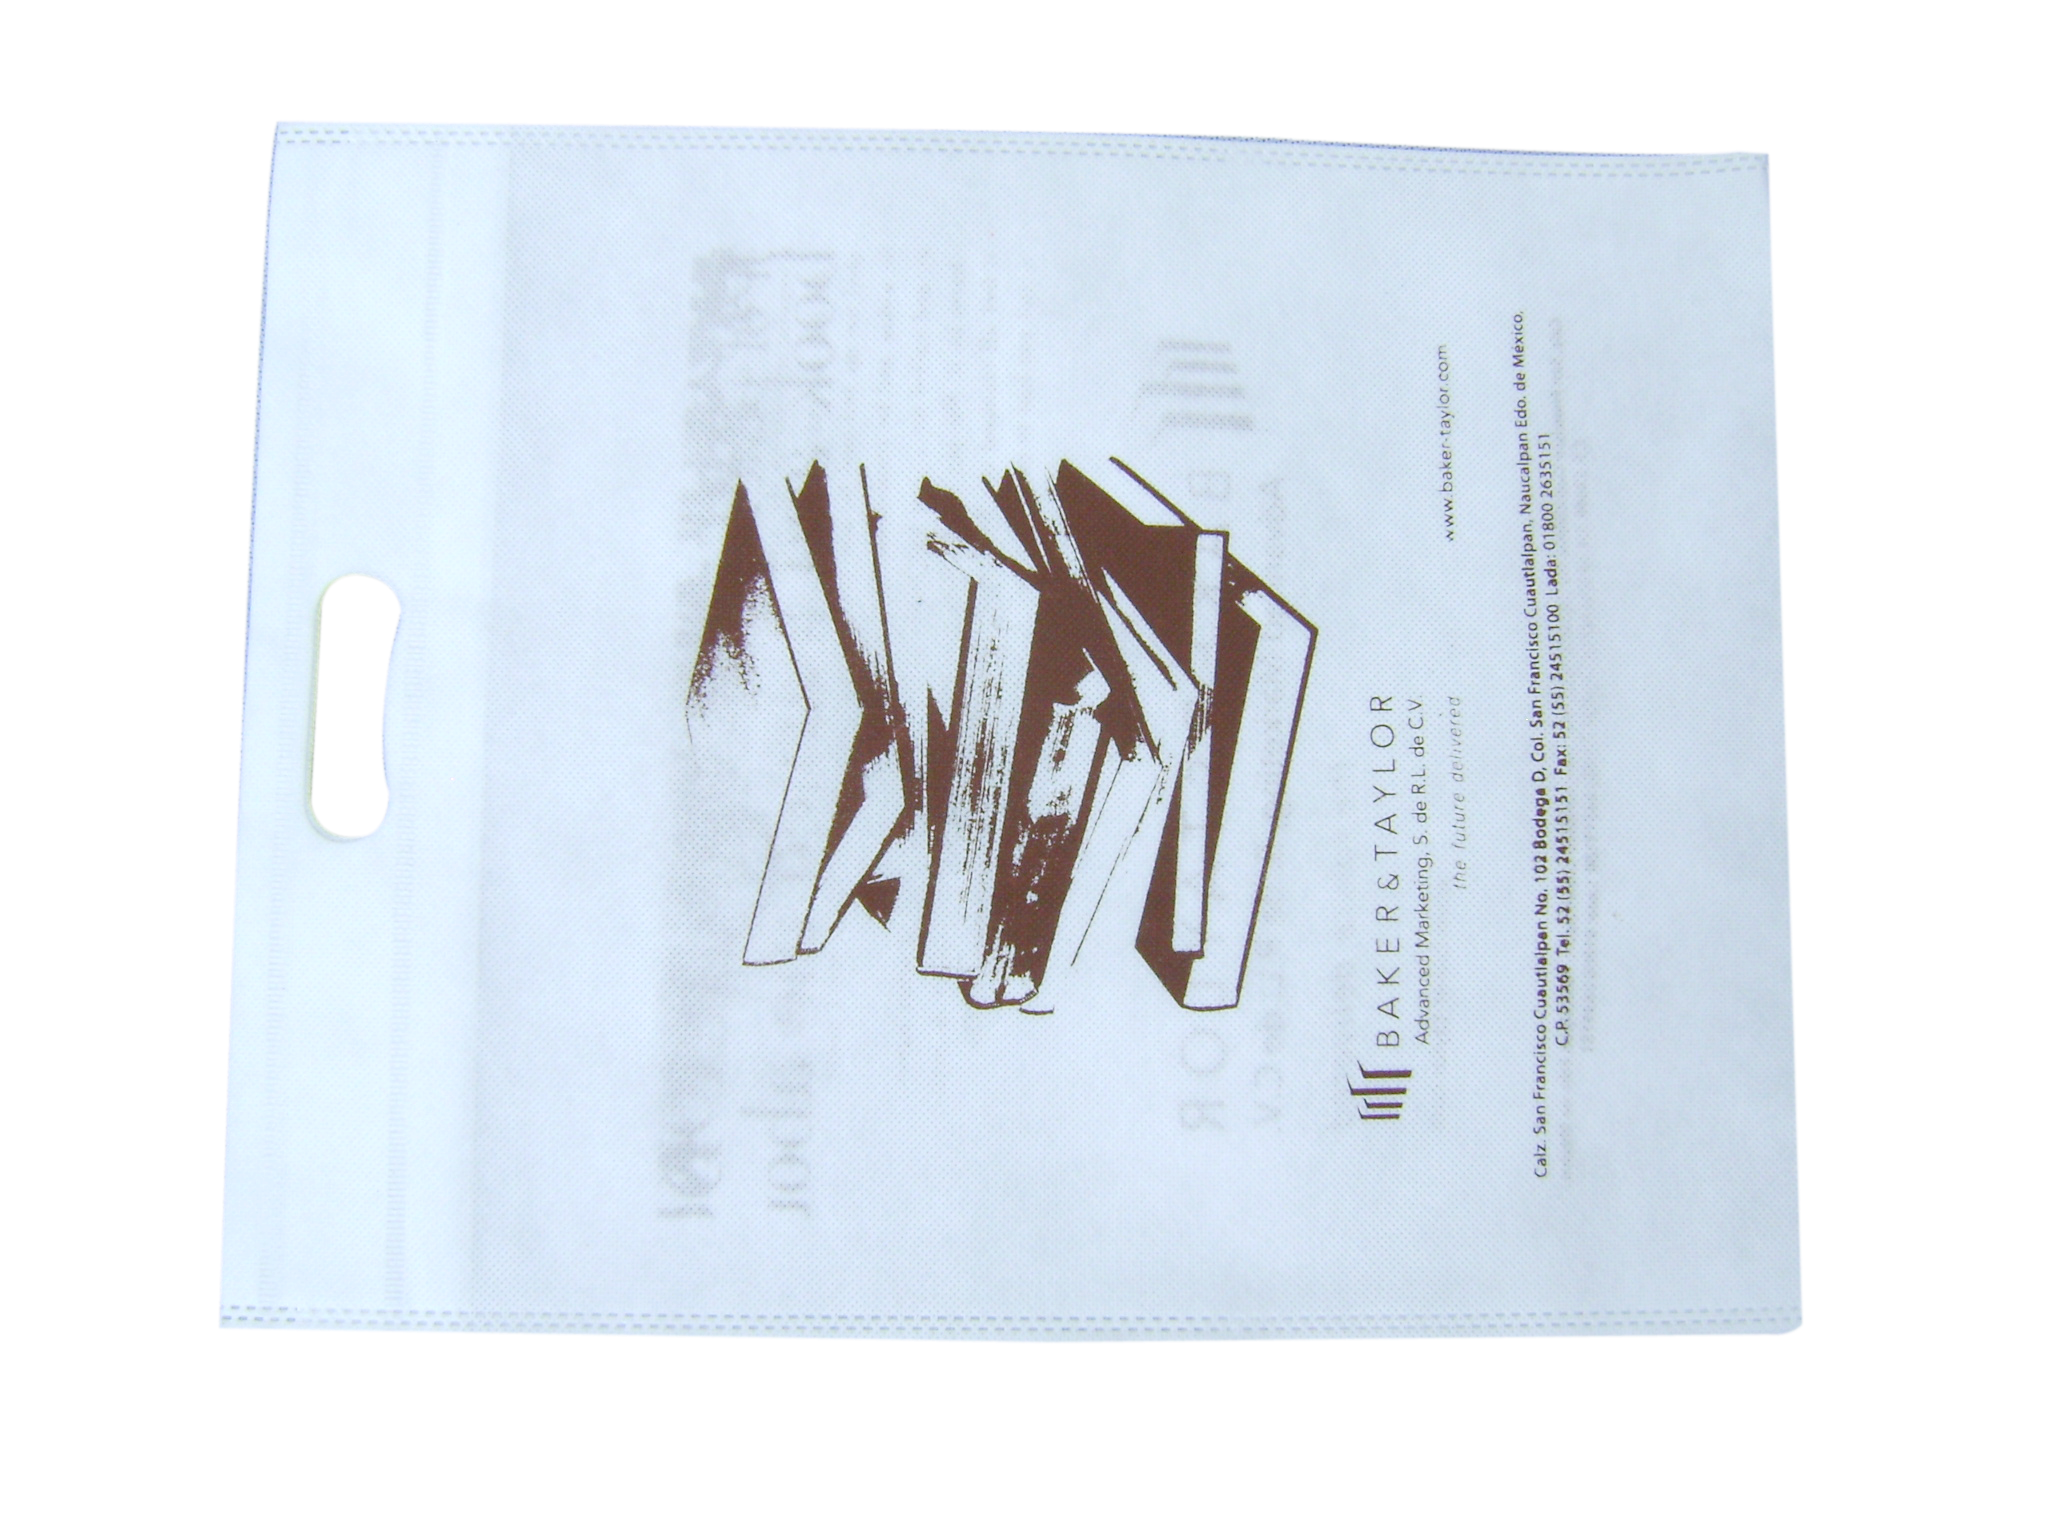 BAKER & TAYLOR
Advanced Marketing, S. de R.L. de C.V.
the future delivered
www.baker-taylor.com
Calz. San Francisco Cuautlalpan No. 102 Bodega D, Col. San Francisco Cuautlalpan, Naucalpan Edo. de México,
C.P. 53569 Tel. 52 (55) 24515151 Fax: 52 (55) 24515100 Lada: 01800 2635151